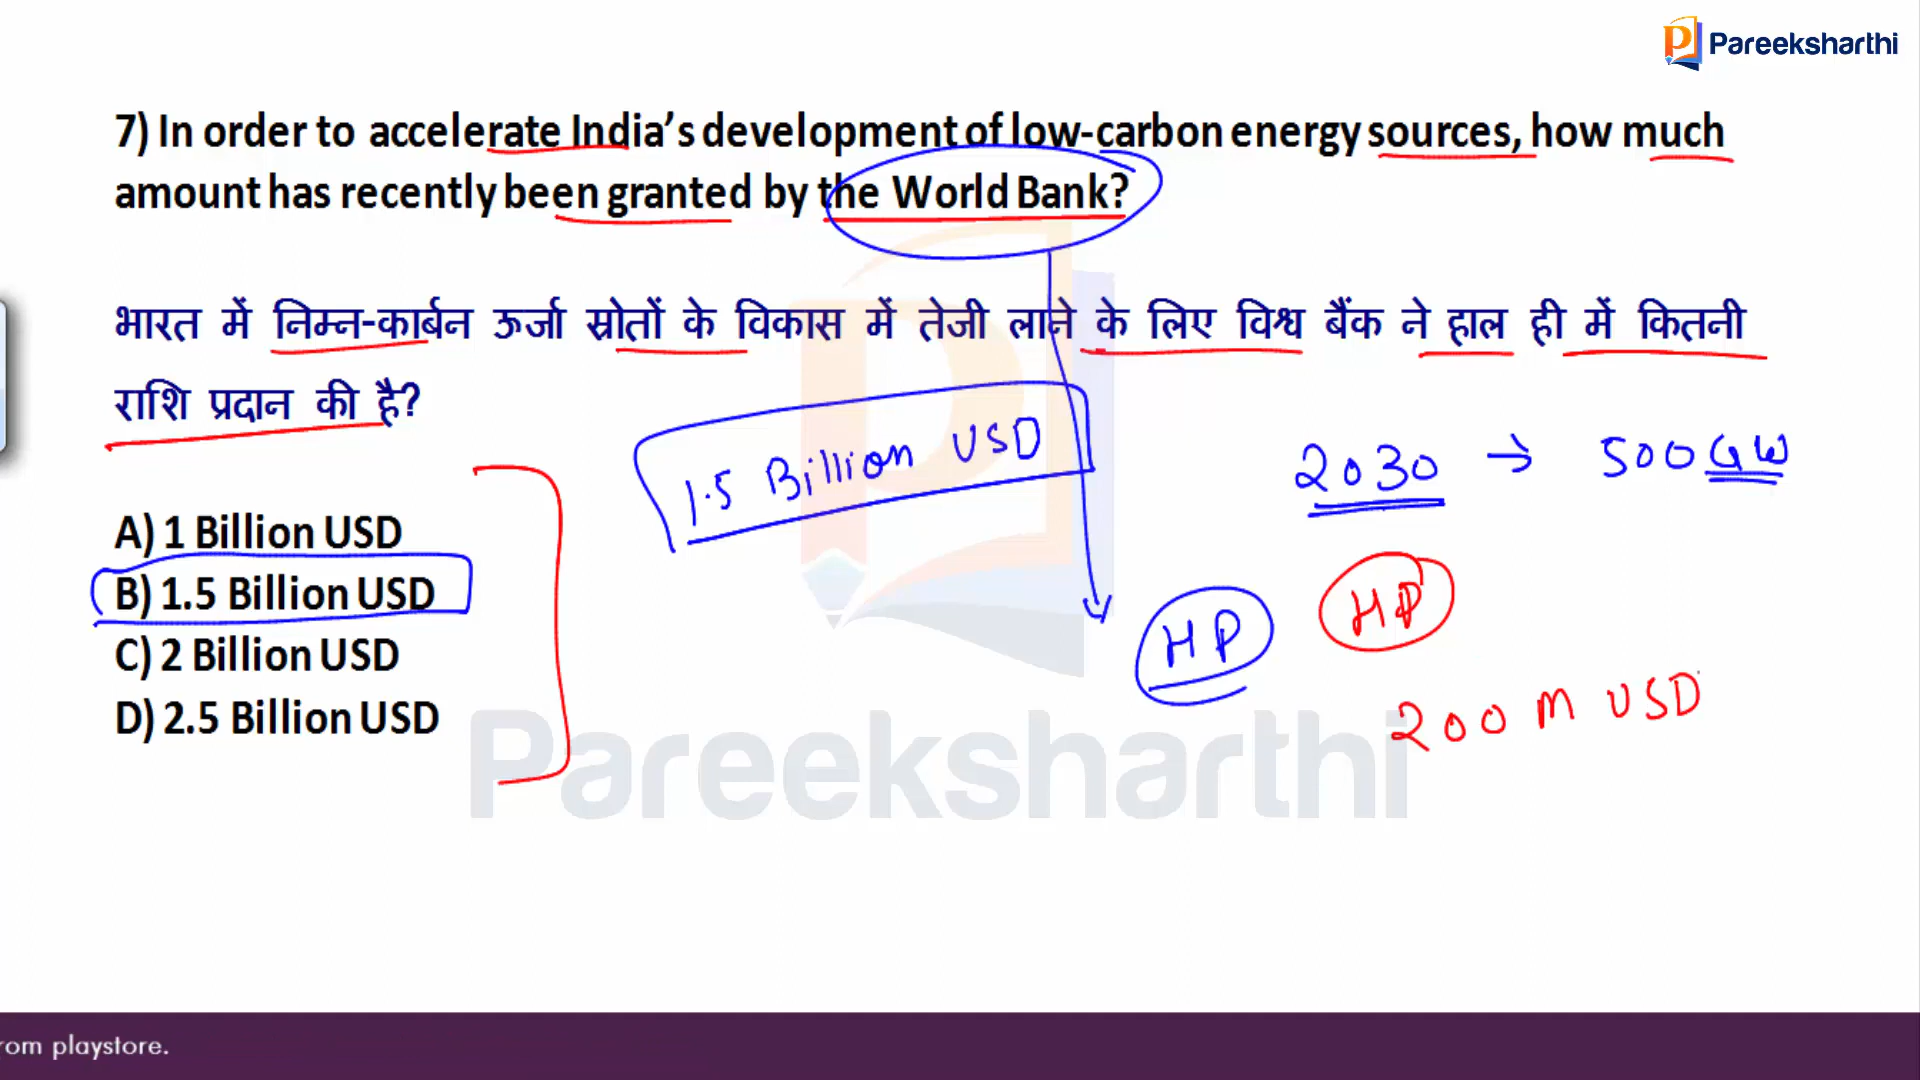 Pareeksharthi
7) In order to accelerate India's development of low-carbon energy sources, how much
amount has recently been granted by the World Bank?
भारत में निम्न-कार्बन ऊर्जा स्रोतों के विकास में तेजी लाने के लिए विश्व बैंक ने हाल ही में कितनी
राशि प्रदान की है?
1.5 Billion USD
2030 → 500 GW
A) 1 Billion USD
B) 1.5 Billion USD
C) 2 Billion USD
D) 2.5 Billion USD
HP
HP
200 M USD
Pareeksharthi
rom playstore.